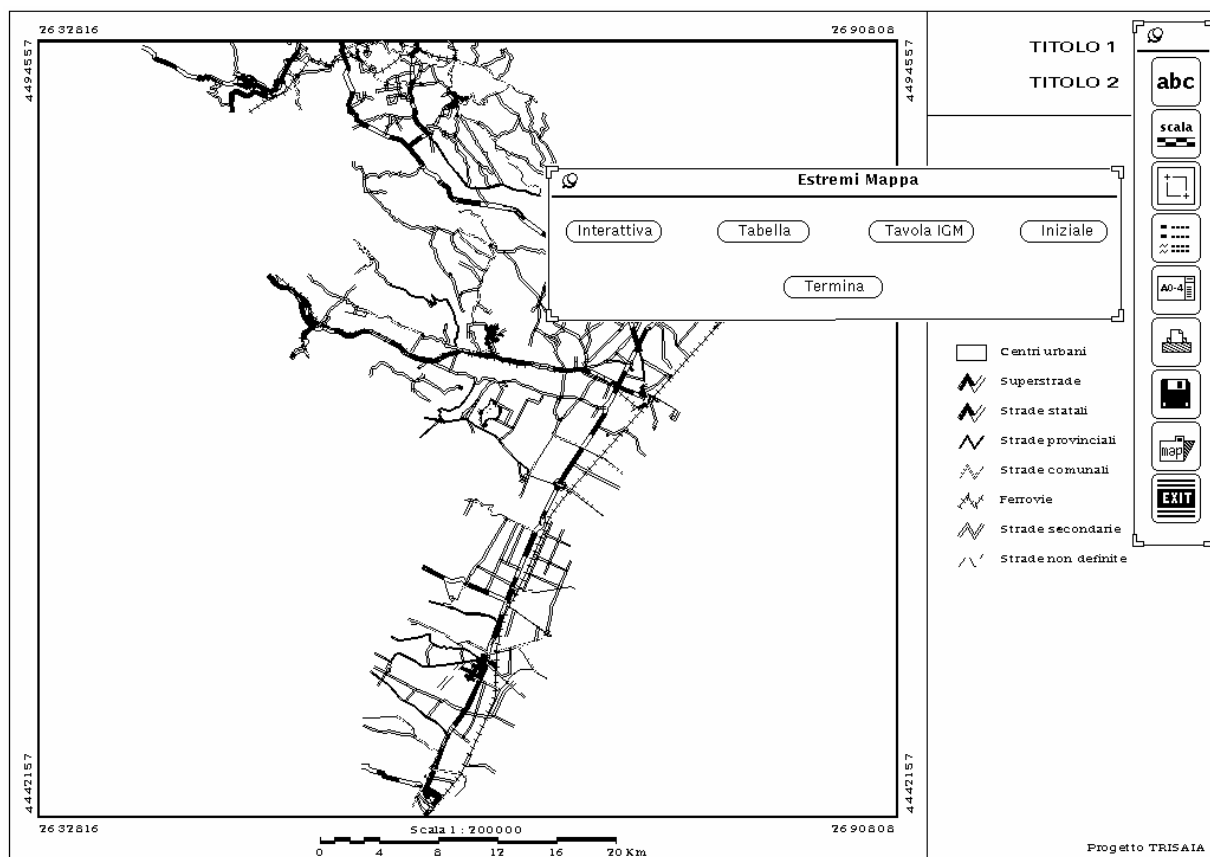 2632816
2690808
4494557
4494557
TITOLO 1
TITOLO 2
abc
scala
Estremi Mappa
Interattiva
Tabella
Tavola IGM
Iniziale
Termina
A0-4
Centri urbani
Superstrade
Strade statali
Strade provinciali
Strade comunali
Ferrovie
Strade secondarie
Strade non definite
map
EXIT
4442157
4442157
2632816
2690808
Scala 1 : 200000
0 4 8 12 16 20 Km
Progetto TRISAIA